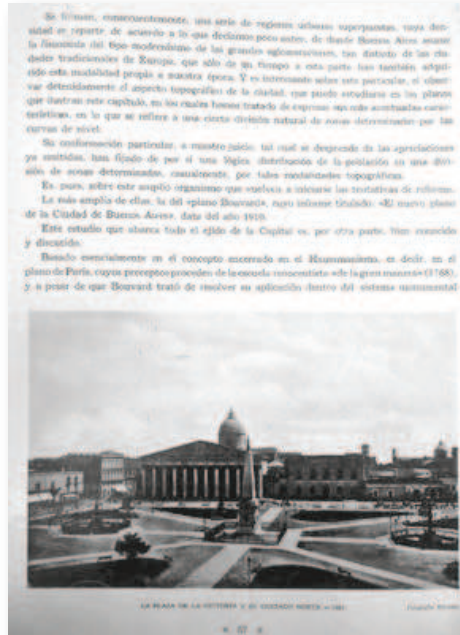 Se forman, consecuentemente, una serie de regiones urbanas superpuestas, cuya den-
sidad se reparte de acuerdo a lo que decíamos poco antes, de donde Buenos Aires asume
la fisonomía del tipo modernísimo de las grandes aglomeraciones, tan distinto de las ciu-
dades tradicionales de Europa, que sólo de un tiempo a esta parte han también adqui-
rido esta modalidad propia a nuestra época. Y es interesante sobre este particular, el obser-
var detenidamente el aspecto topográfico de la ciudad, que puede estudiarse en los planos
que ilustran este capítulo, en los cuales hemos tratado de expresar sus más acentuadas carac-
terísticas, en lo que se refiere a una cierta división natural de zonas determinadas por las
curvas de nivel.
Su conformación particular, a nuestro juicio, tal cual se desprende de las apreciaciones
ya emitidas, han fijado de por sí una lógica distribución de la población en una divi-
sión de zonas determinadas, casualmente, por tales modalidades topográficas.
Es, pues, sobre este amplio organismo que vuelven a iniciarse las tentativas de reforma.
La más amplia de ellas, la del «plano Bouvard», cuyo informe titulado: «El nuevo plano
de la Ciudad de Buenos Aires», data del año 1910.
Este estudio que abarca todo el ejido de la Capital es, por otra parte, bien conocido
y discutido.
Basado esencialmente en el concepto encerrado en el Haussmanismo, es decir, en el
plano de París, cuyos preceptos proceden de la escuela renacentista «de la gran manera» (1768),
y a pesar de que Bouvard trató de resolver su aplicación dentro del sistema monumental
LA PLAZA DE LA VICTORIA Y SU COSTADO NORTE
67